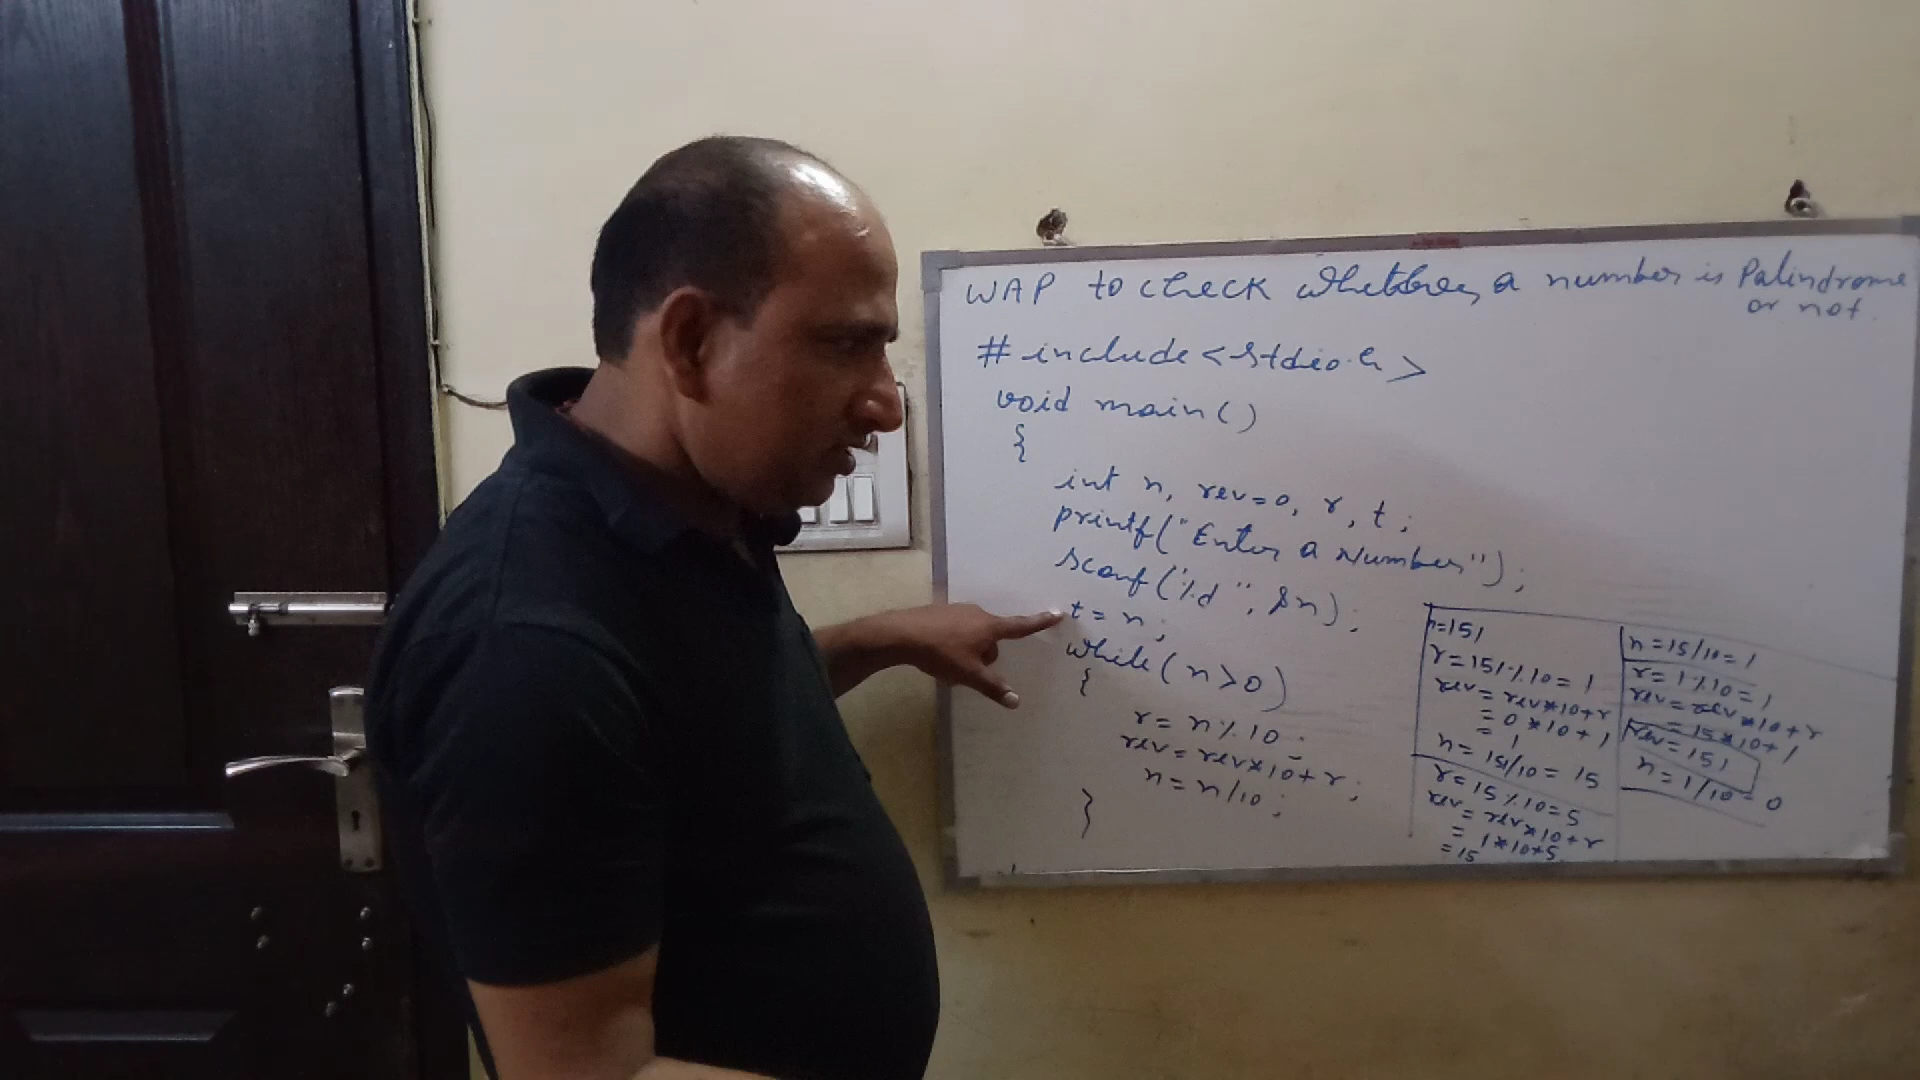 WAP to check whether a number is Palindrome
or not.
#include<stdio.h>
void main()
{
int n, rev=0, r, t;
printf("Enter a Number");
scanf("%d", &n);
t=n;
while(n>0)
{
r=n%10;
rev=rev*10+r;
n=n/10;
}
n=151
r=151%10=1
rev=rev*10+r
=0*10+1
=1
n=151/10=15
r=15%10=5
rev=rev*10+r
=1*10+5
=15
n=15/10=1
r=1%10=1
rev=rev*10+r
=15*10+1
rev=151
n=1/10=0